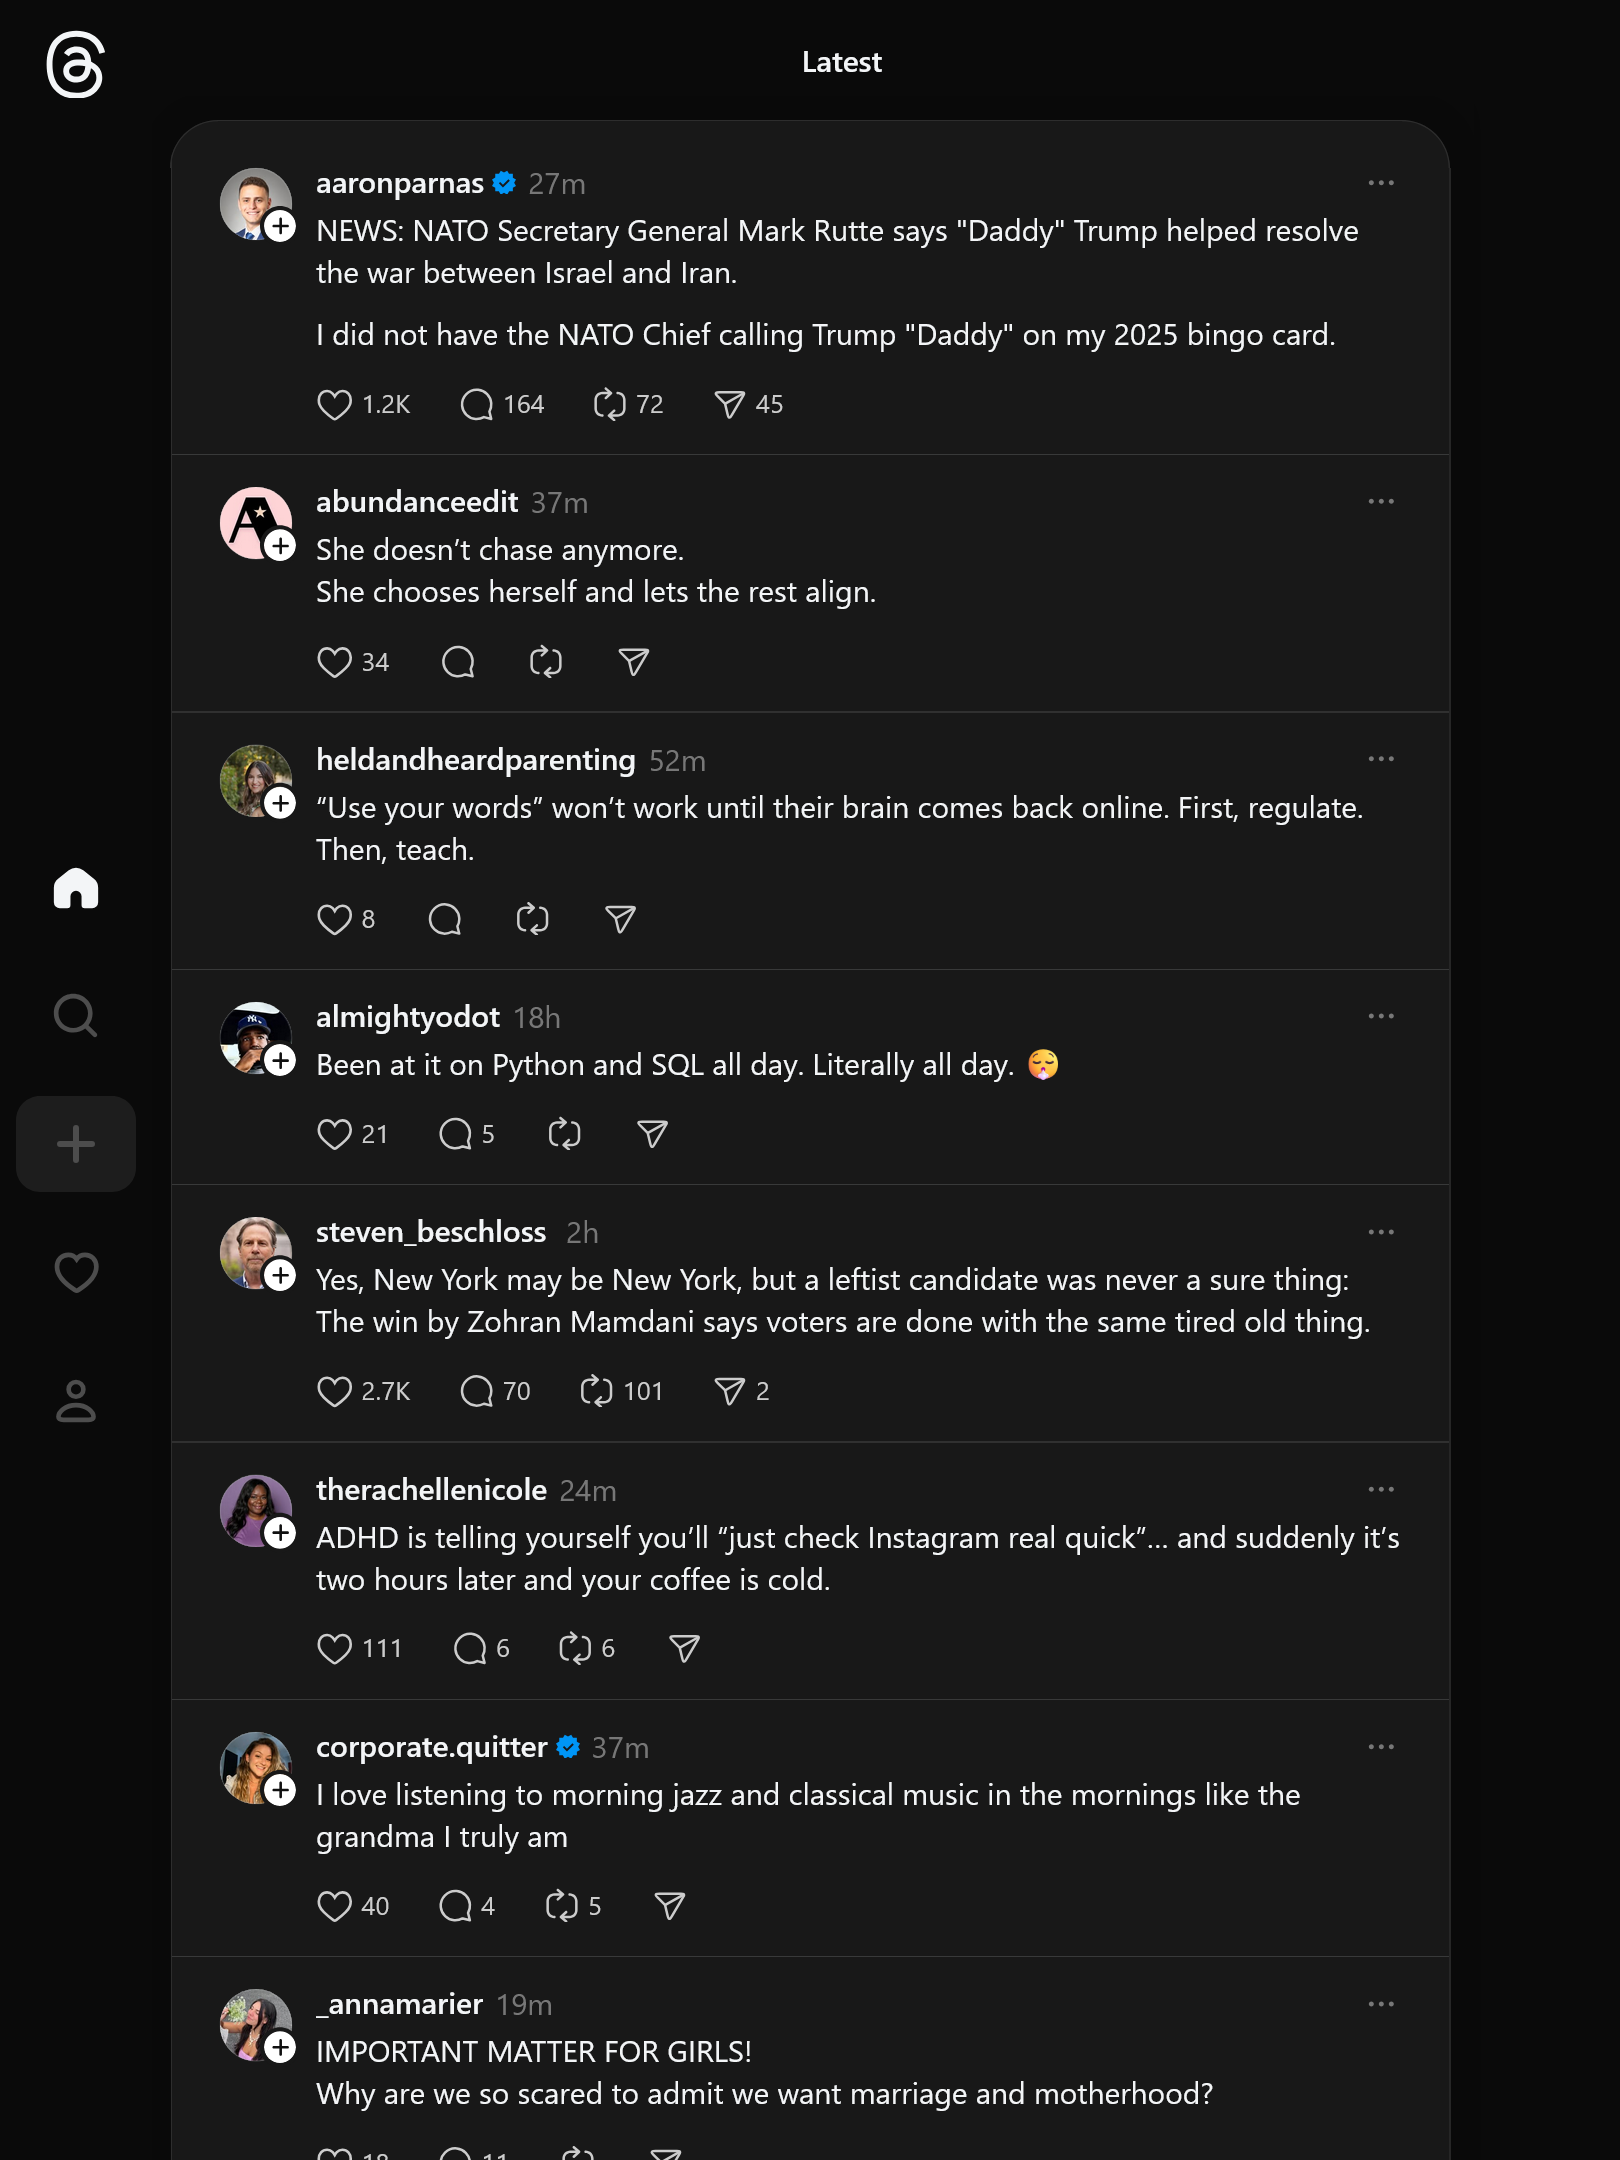 Latest
aaronparnas 27m
NEWS: NATO Secretary General Mark Rutte says "Daddy" Trump helped resolve
the war between Israel and Iran.
I did not have the NATO Chief calling Trump "Daddy" on my 2025 bingo card.
1.2K 164 72 45
abundanceedit 37m
She doesn’t chase anymore.
She chooses herself and lets the rest align.
34
heldandheardparenting 52m
“Use your words” won’t work until their brain comes back online. First, regulate.
Then, teach.
8
almightyodot 18h
Been at it on Python and SQL all day. Literally all day. 😮‍💨
21 5
steven_beschloss 2h
Yes, New York may be New York, but a leftist candidate was never a sure thing:
The win by Zohran Mamdani says voters are done with the same tired old thing.
2.7K 70 101 2
therachellenicole 24m
ADHD is telling yourself you’ll “just check Instagram real quick”... and suddenly it’s
two hours later and your coffee is cold.
111 6 6
corporate.quitter 37m
I love listening to morning jazz and classical music in the mornings like the
grandma I truly am
40 4 5
_annamarier 19m
IMPORTANT MATTER FOR GIRLS!
Why are we so scared to admit we want marriage and motherhood?